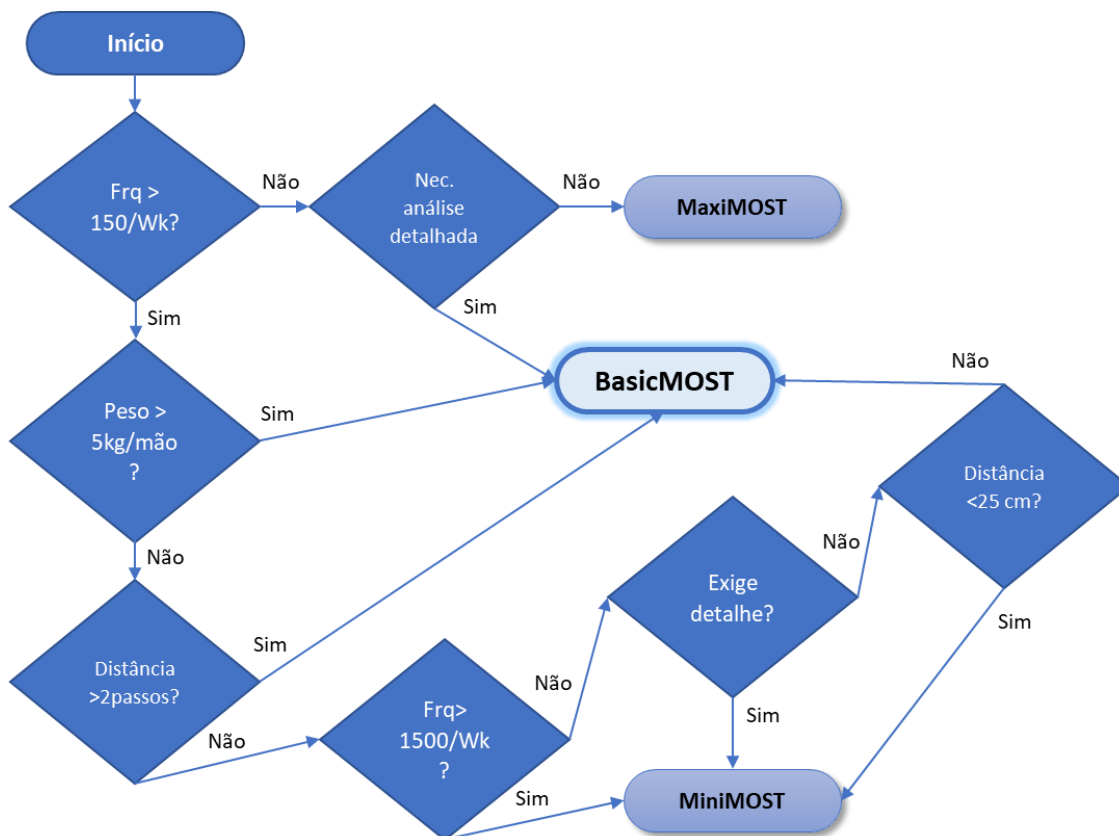 Início
Frq >
150/Wk?
Não
Nec.
análise
detalhada
Não
MaxiMOST
Sim
Sim
Peso >
5kg/mão
?
Sim
BasicMOST
Não
Distância
<25 cm?
Não
Distância
>2passos?
Sim
Não
Frq>
1500/Wk
?
Não
Exige
detalhe?
Não
Sim
Sim
Sim
MiniMOST